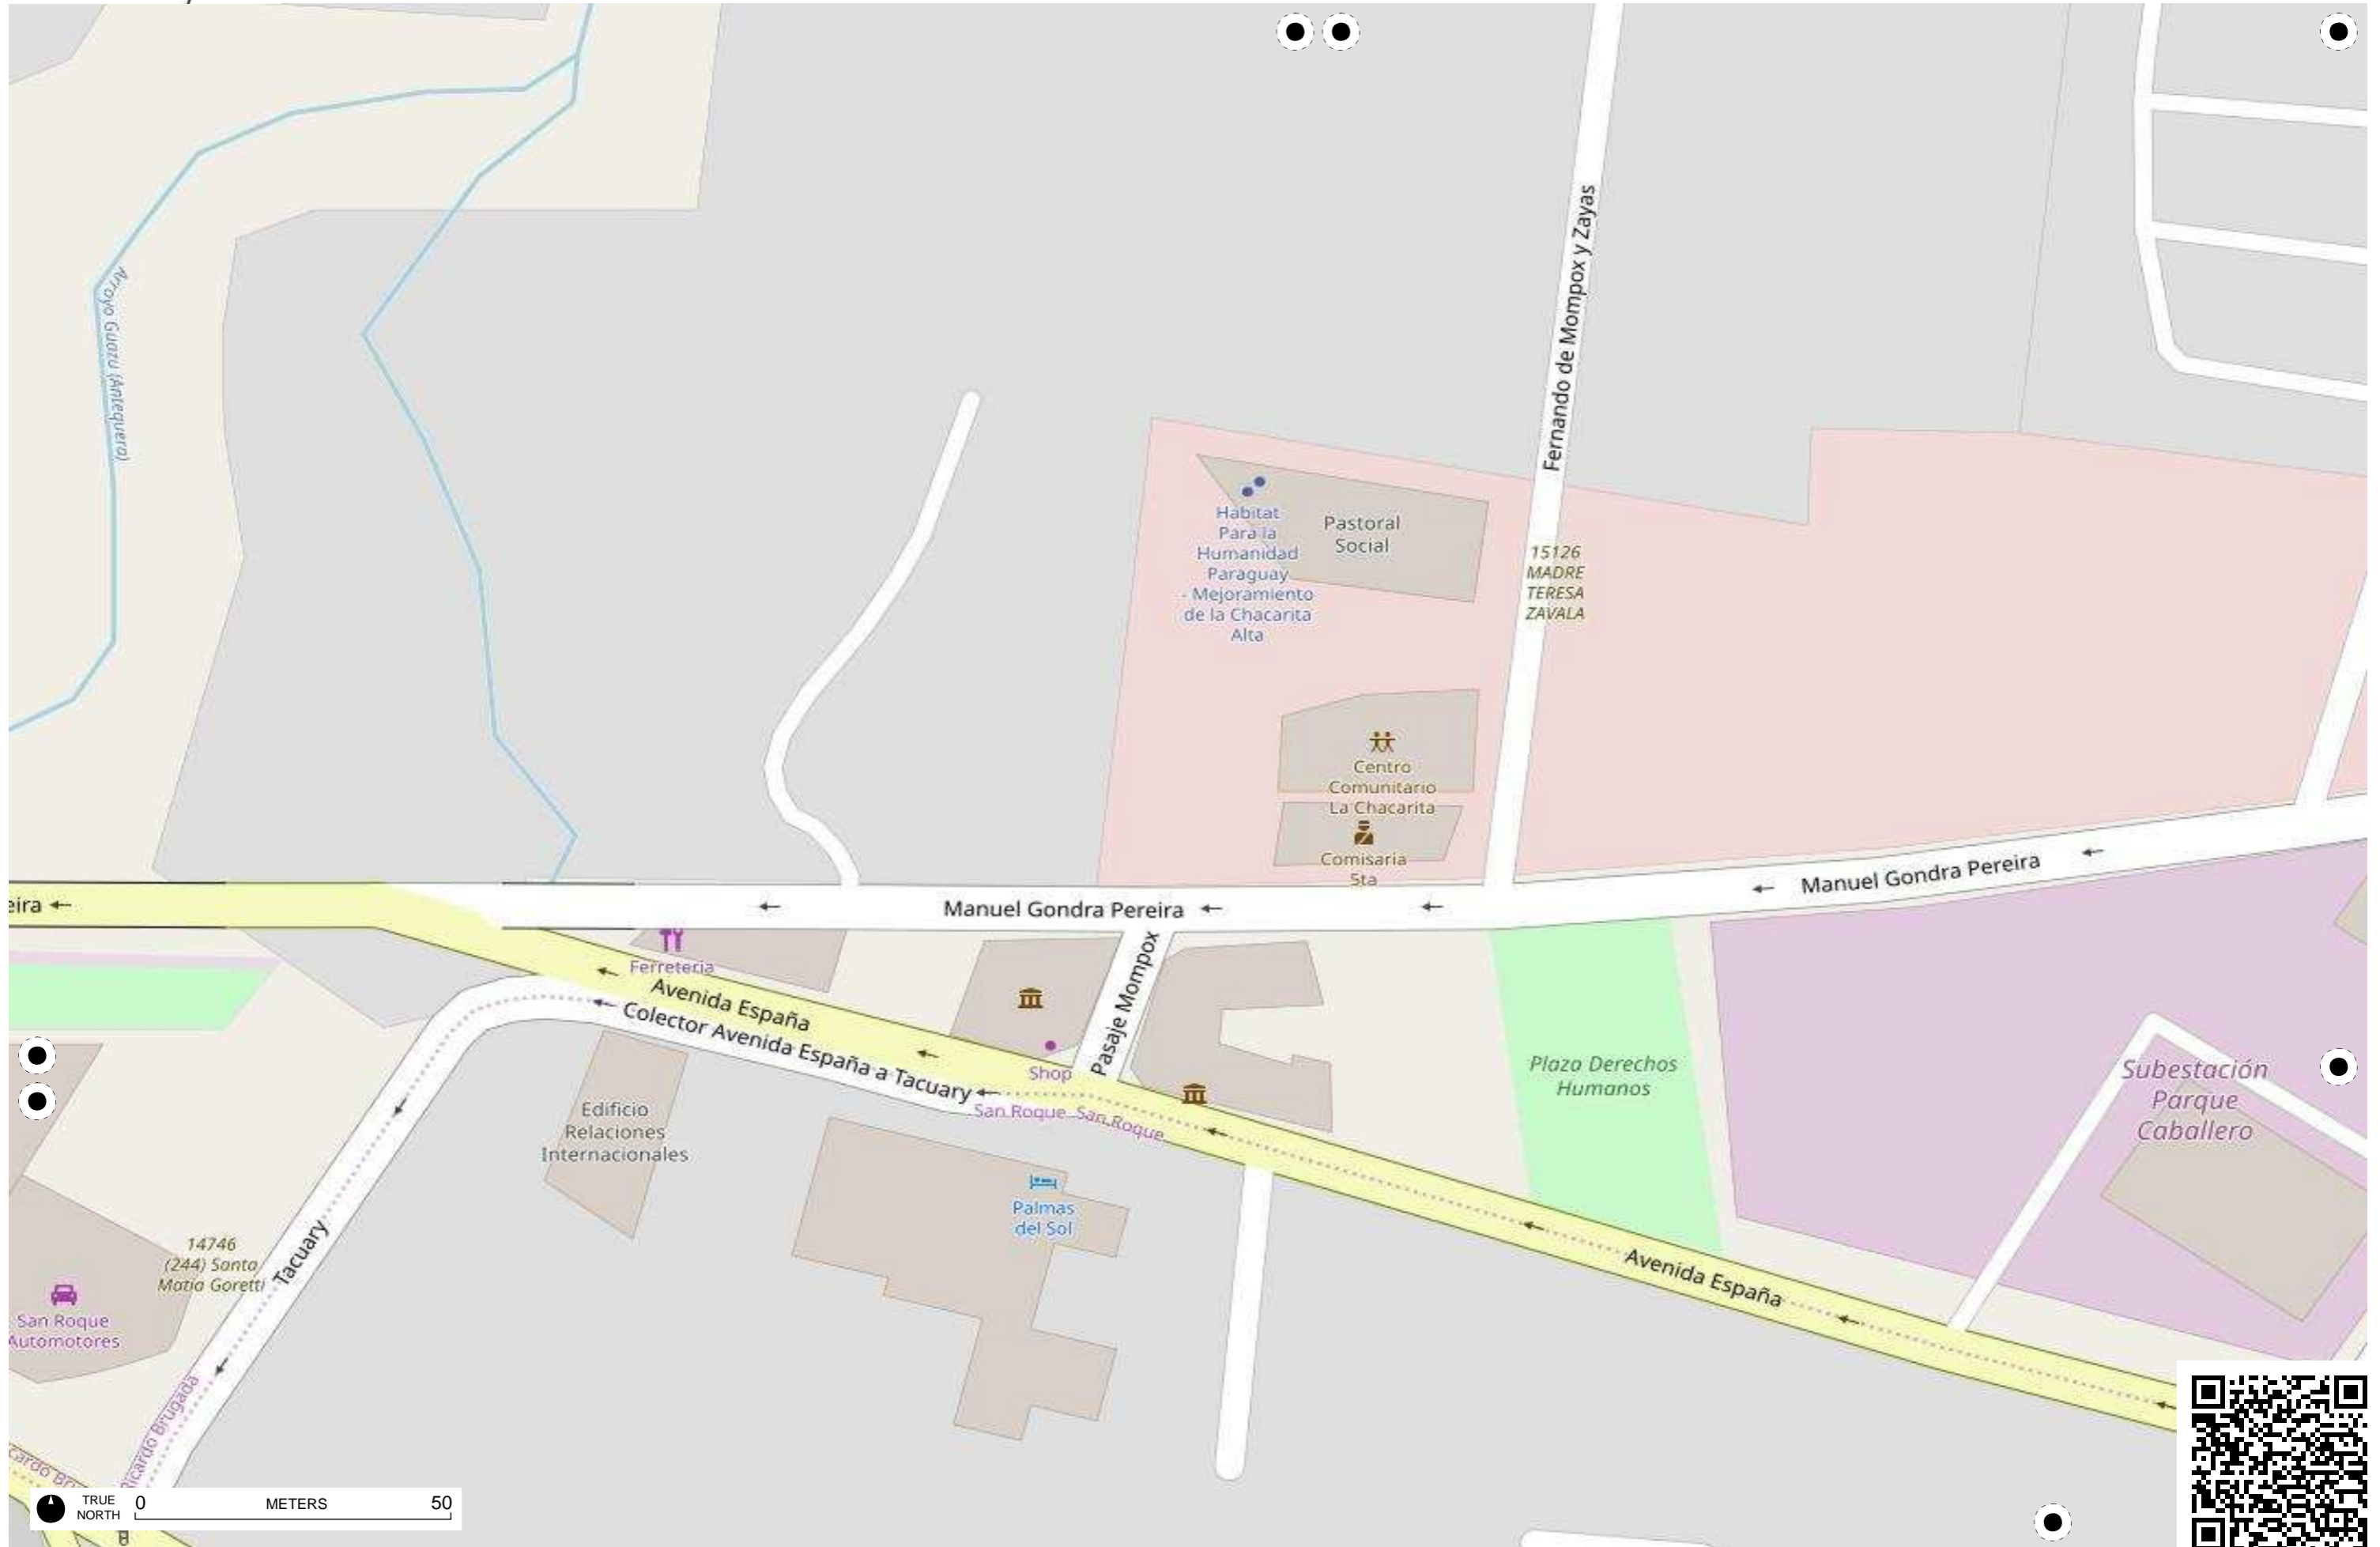 Fernando de Mompox y Zayas
Arroyo Guazú (Antequera)
Habitat
Para la
Humanidad
Paraguay
- Mejoramiento
de la Chacarita
Alta
Pastoral
Social
15126
MADRE
TERESA
ZAVALA
Centro
Comunitario
La Chacarita
Comisaria
5ta
Manuel Gondra Pereira
eira
Manuel Gondra Pereira
Pasaje Mompox
Ferreteria
Avenida España
Colector Avenida España a Tacuary
Shop
San Roque
San Roque
Plaza Derechos
Humanos
Subestación
Parque
Caballero
Edificio
Relaciones
Internacionales
Palmas
del Sol
14746
(244) Santa
Matia Goretti
Tacuary
Avenida España
San Roque
Automotores
Ricardo Brugada
TRUE
NORTH
0 METERS 50